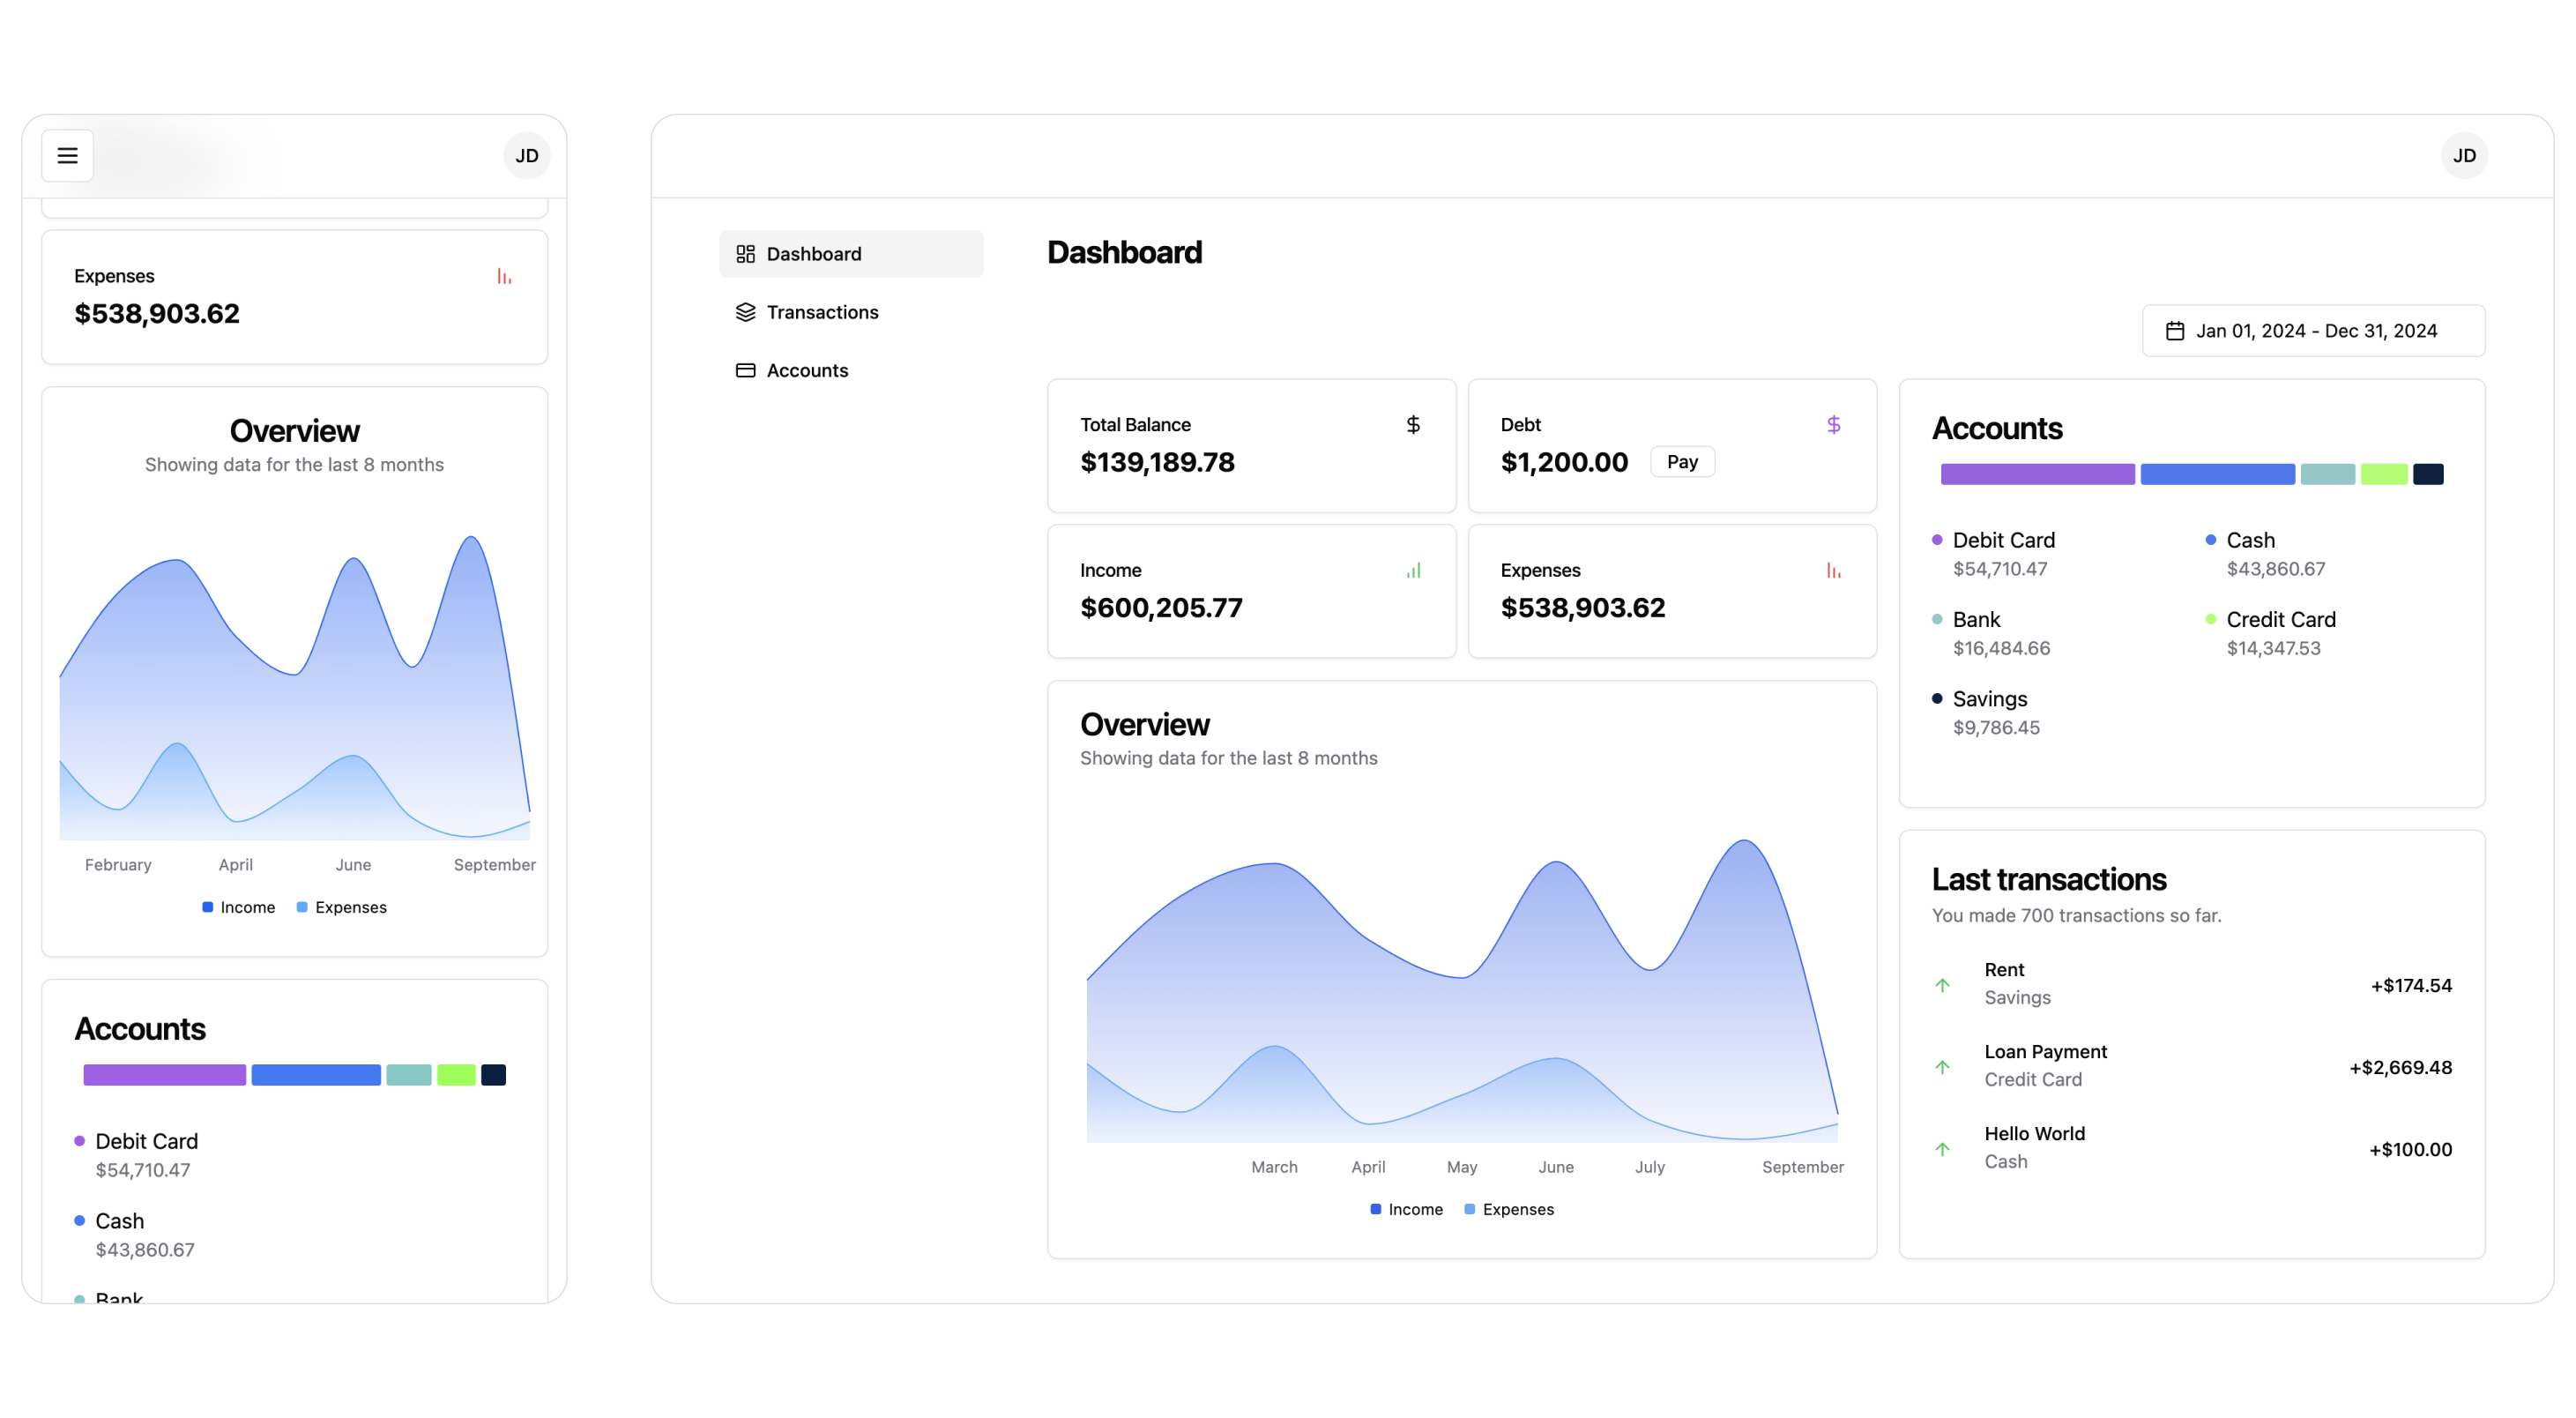 JD
Expenses
$538,903.62
Overview
Showing data for the last 8 months
February April June September
Income Expenses
Accounts
Debit Card
$54,710.47
Cash
$43,860.67
Bank
JD
Dashboard
Transactions
Accounts
Dashboard
Jan 01, 2024 - Dec 31, 2024
Total Balance
$139,189.78
Debt
$1,200.00 Pay
Income
$600,205.77
Expenses
$538,903.62
Overview
Showing data for the last 8 months
March April May June July September
Income Expenses
Accounts
Debit Card
$54,710.47
Cash
$43,860.67
Bank
$16,484.66
Credit Card
$14,347.53
Savings
$9,786.45
Last transactions
You made 700 transactions so far.
Rent
Savings
+$174.54
Loan Payment
Credit Card
+$2,669.48
Hello World
Cash
+$100.00